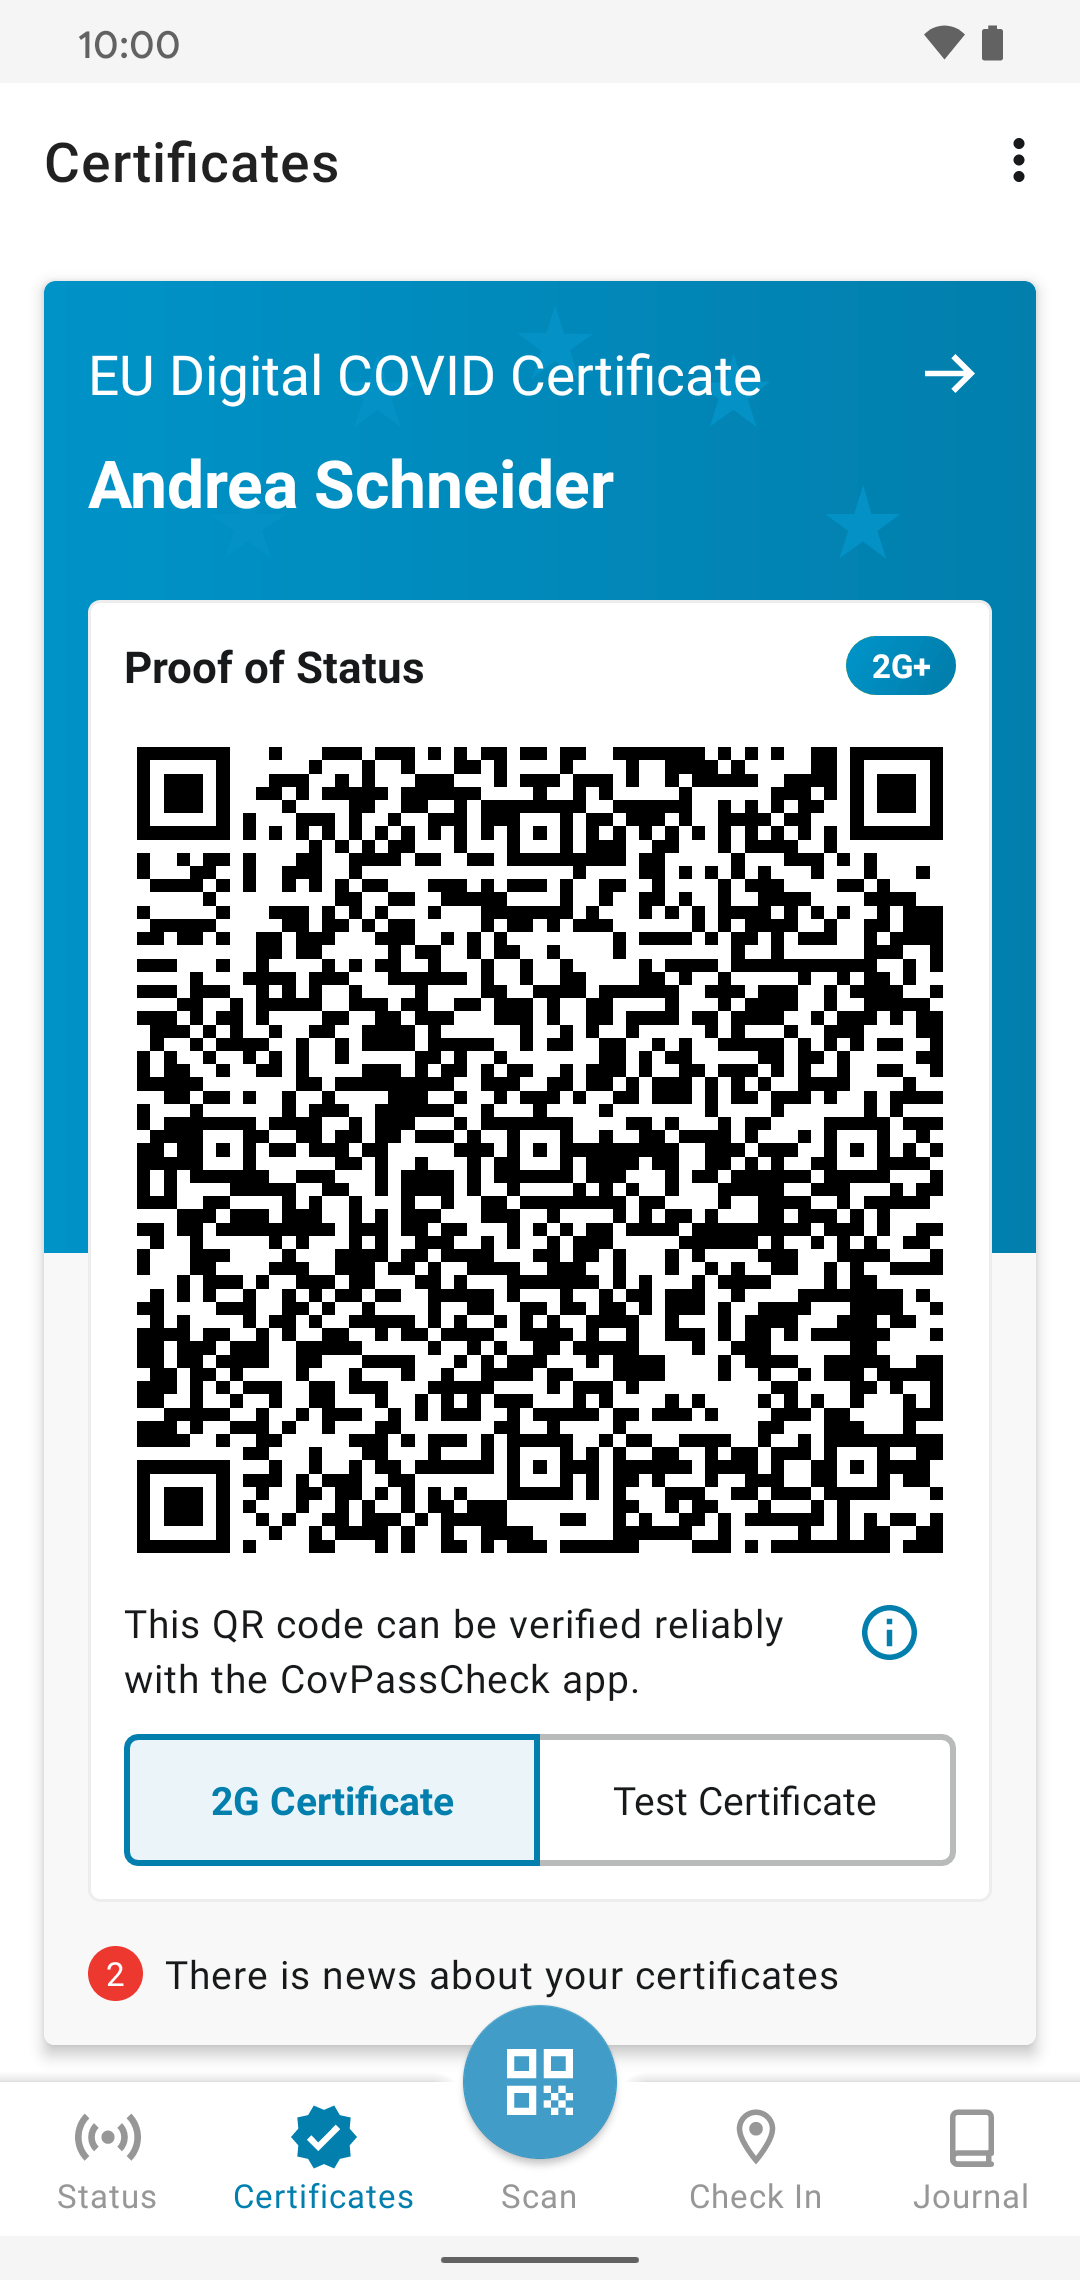 10:00
Certificates
EU Digital COVID Certificate
Andrea Schneider
Proof of Status
2G+
This QR code can be verified reliably
with the CovPassCheck app.
2G Certificate
Test Certificate
2 There is news about your certificates
Status
Certificates
Scan
Check In
Journal